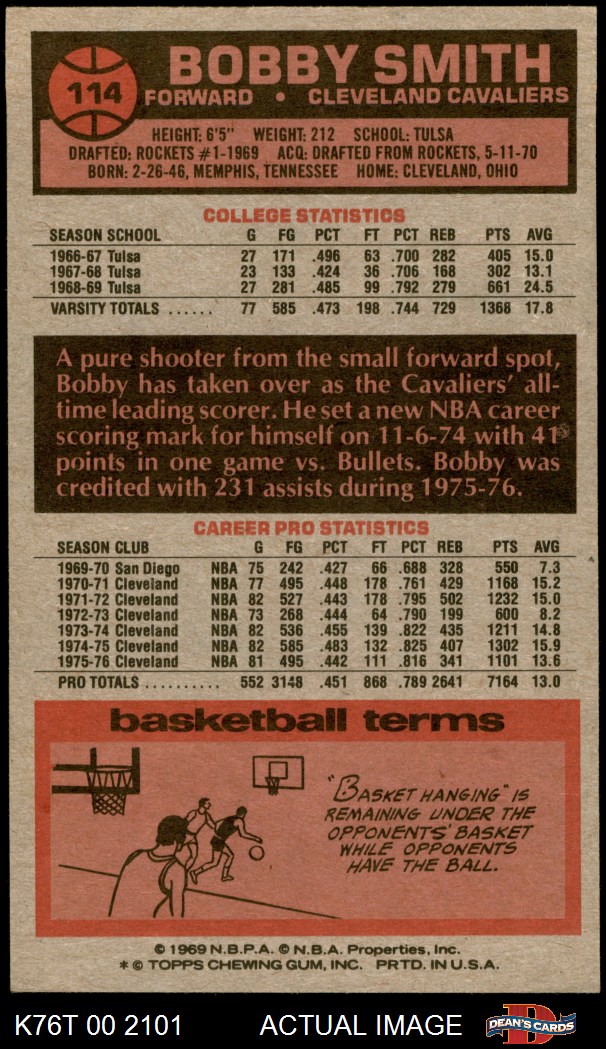 114
BOBBY SMITH
FORWARD • CLEVELAND CAVALIERS
HEIGHT: 6'5" WEIGHT: 212 SCHOOL: TULSA
DRAFTED: ROCKETS #1-1969 ACQ: DRAFTED FROM ROCKETS, 5-11-70
BORN: 2-26-46, MEMPHIS, TENNESSEE HOME: CLEVELAND, OHIO
COLLEGE STATISTICS
SEASON SCHOOL G FG PCT FT PCT REB PTS AVG
1966-67 Tulsa 27 171 .496 63 .700 282 405 15.0
1967-68 Tulsa 23 133 .424 36 .706 168 302 13.1
1968-69 Tulsa 27 281 .485 99 .792 279 661 24.5
VARSITY TOTALS ...... 77 585 .473 198 .744 729 1368 17.8
A pure shooter from the small forward spot,
Bobby has taken over as the Cavaliers' all-
time leading scorer. He set a new NBA career
scoring mark for himself on 11-6-74 with 41
points in one game vs. Bullets. Bobby was
credited with 231 assists during 1975-76.
CAREER PRO STATISTICS
SEASON CLUB G FG PCT FT PCT REB PTS AVG
1969-70 San Diego NBA 75 242 .427 66 .688 328 550 7.3
1970-71 Cleveland NBA 77 495 .448 178 .761 429 1168 15.2
1971-72 Cleveland NBA 82 527 .443 178 .795 502 1232 15.0
1972-73 Cleveland NBA 73 268 .444 64 .790 199 600 8.2
1973-74 Cleveland NBA 82 536 .455 139 .822 435 1211 14.8
1974-75 Cleveland NBA 82 585 .483 132 .825 407 1302 15.9
1975-76 Cleveland NBA 81 495 .442 111 .816 341 1101 13.6
PRO TOTALS .......... 552 3148 .451 868 .789 2641 7164 13.0
basketball terms
"BASKET HANGING" IS
REMAINING UNDER THE
OPPONENTS' BASKET
WHILE OPPONENTS
HAVE THE BALL.
© 1969 N.B.P.A. © N.B.A. Properties, Inc.
* © TOPPS CHEWING GUM, INC. PRTD. IN U.S.A.
K76T 00 2101 ACTUAL IMAGE D DEAN'S CARDS